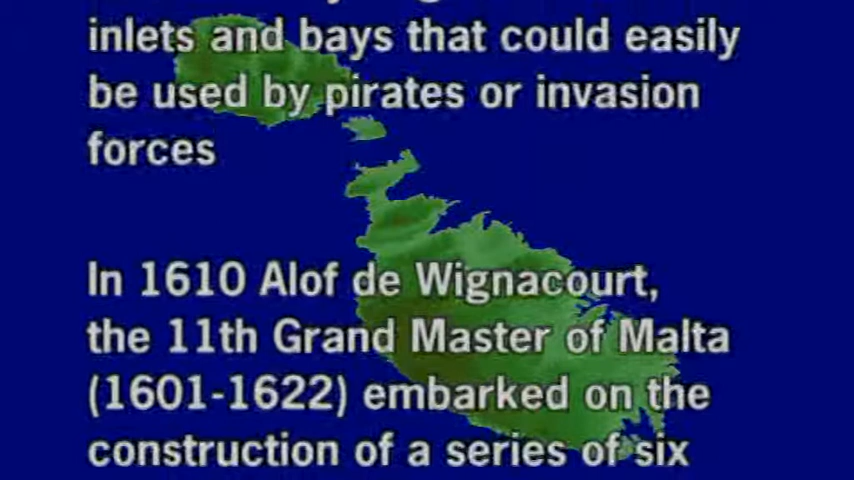 inlets and bays that could easily
be used by pirates or invasion
forces
In 1610 Alof de Wignacourt,
the 11th Grand Master of Malta
(1601-1622) embarked on the
construction of a series of six